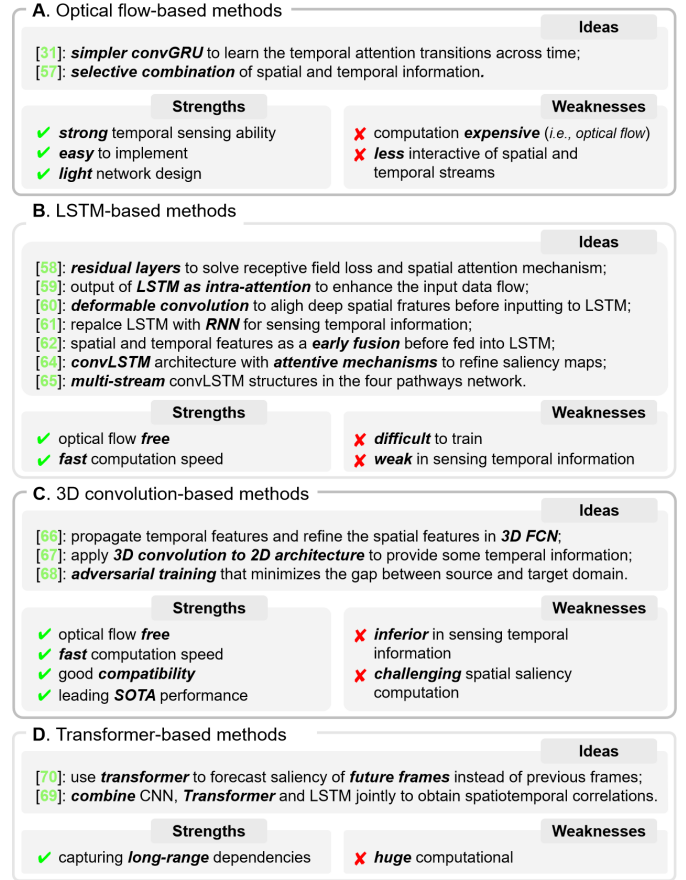 A. Optical flow-based methods
Ideas
[31]: simpler convGRU to learn the temporal attention transitions across time;
[57]: selective combination of spatial and temporal information.
Strengths
✔ strong temporal sensing ability
✔ easy to implement
✔ light network design
Weaknesses
✘ computation expensive (i.e., optical flow)
✘ less interactive of spatial and
temporal streams
B. LSTM-based methods
Ideas
[58]: residual layers to solve receptive field loss and spatial attention mechanism;
[59]: output of LSTM as intra-attention to enhance the input data flow;
[60]: deformable convolution to aligh deep spatial fratures before inputting to LSTM;
[61]: repalce LSTM with RNN for sensing temporal information;
[62]: spatial and temporal features as a early fusion before fed into LSTM;
[64]: convLSTM architecture with attentive mechanisms to refine saliency maps;
[65]: multi-stream convLSTM structures in the four pathways network.
Strengths
✔ optical flow free
✔ fast computation speed
Weaknesses
✘ difficult to train
✘ weak in sensing temporal information
C. 3D convolution-based methods
Ideas
[66]: propagate temporal features and refine the spatial features in 3D FCN;
[67]: apply 3D convolution to 2D architecture to provide some temperal information;
[68]: adversarial training that minimizes the gap between source and target domain.
Strengths
✔ optical flow free
✔ fast computation speed
✔ good compatibility
✔ leading SOTA performance
Weaknesses
✘ inferior in sensing temporal
information
✘ challenging spatial saliency
computation
D. Transformer-based methods
Ideas
[70]: use transformer to forecast saliency of future frames instead of previous frames;
[69]: combine CNN, Transformer and LSTM jointly to obtain spatiotemporal correlations.
Strengths
✔ capturing long-range dependencies
Weaknesses
✘ huge computational